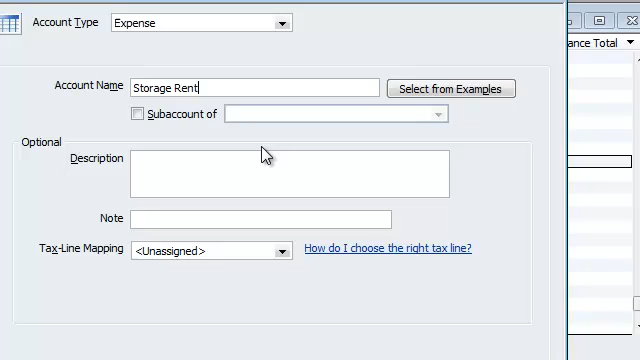 Account Type Expense
ance Total
Account Name Storage Rent Select from Examples
Subaccount of
Optional
Description
Note
Tax-Line Mapping <Unassigned> How do I choose the right tax line?